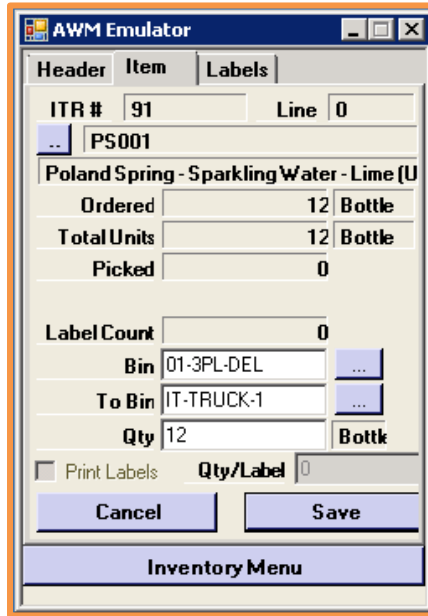 AWM Emulator
Header Item Labels
ITR # 91 Line 0
.. PS001
Poland Spring - Sparkling Water - Lime (U
Ordered 12 Bottle
Total Units 12 Bottle
Picked 0
Label Count 0
Bin 01-3PL-DEL ...
To Bin IT-TRUCK-1 ...
Qty 12 Bottle
Print Labels Qty/Label 0
Cancel Save
Inventory Menu